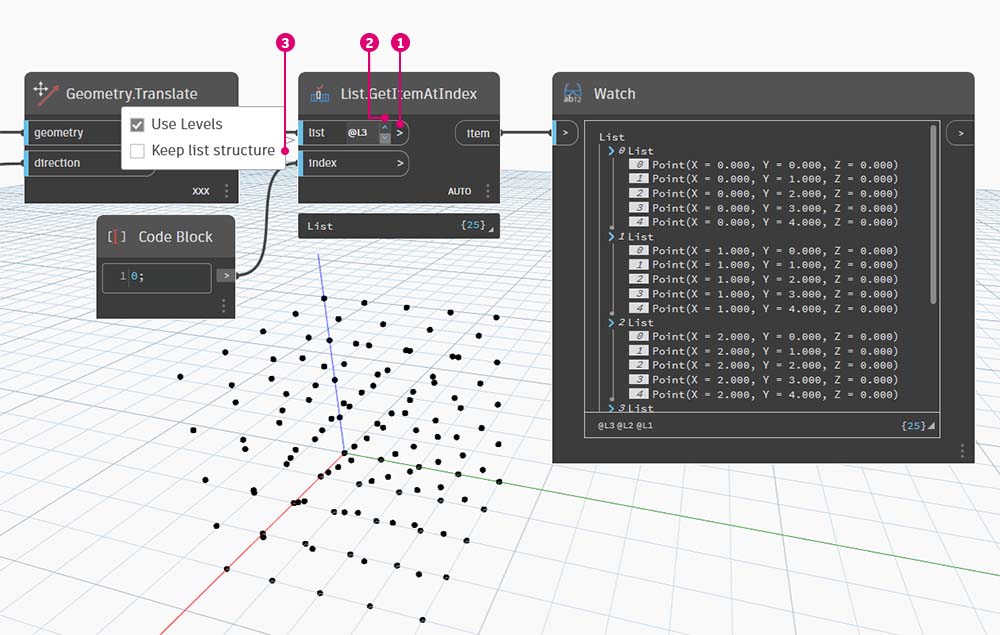 3
2
1
Geometry.Translate
geometry
direction
XXX
Use Levels
Keep list structure
List.GetItemAtIndex
list
@L3
>
item
index
>
AUTO
List
{25}
Code Block
1
0;
>
Watch
>
>
List
0 List
0 Point(X = 0.000, Y = 0.000, Z = 0.000)
1 Point(X = 0.000, Y = 1.000, Z = 0.000)
2 Point(X = 0.000, Y = 2.000, Z = 0.000)
3 Point(X = 0.000, Y = 3.000, Z = 0.000)
4 Point(X = 0.000, Y = 4.000, Z = 0.000)
1 List
0 Point(X = 1.000, Y = 0.000, Z = 0.000)
1 Point(X = 1.000, Y = 1.000, Z = 0.000)
2 Point(X = 1.000, Y = 2.000, Z = 0.000)
3 Point(X = 1.000, Y = 3.000, Z = 0.000)
4 Point(X = 1.000, Y = 4.000, Z = 0.000)
2 List
0 Point(X = 2.000, Y = 0.000, Z = 0.000)
1 Point(X = 2.000, Y = 1.000, Z = 0.000)
2 Point(X = 2.000, Y = 2.000, Z = 0.000)
3 Point(X = 2.000, Y = 3.000, Z = 0.000)
4 Point(X = 2.000, Y = 4.000, Z = 0.000)
3 List
@L3 @L2 @L1
{25}